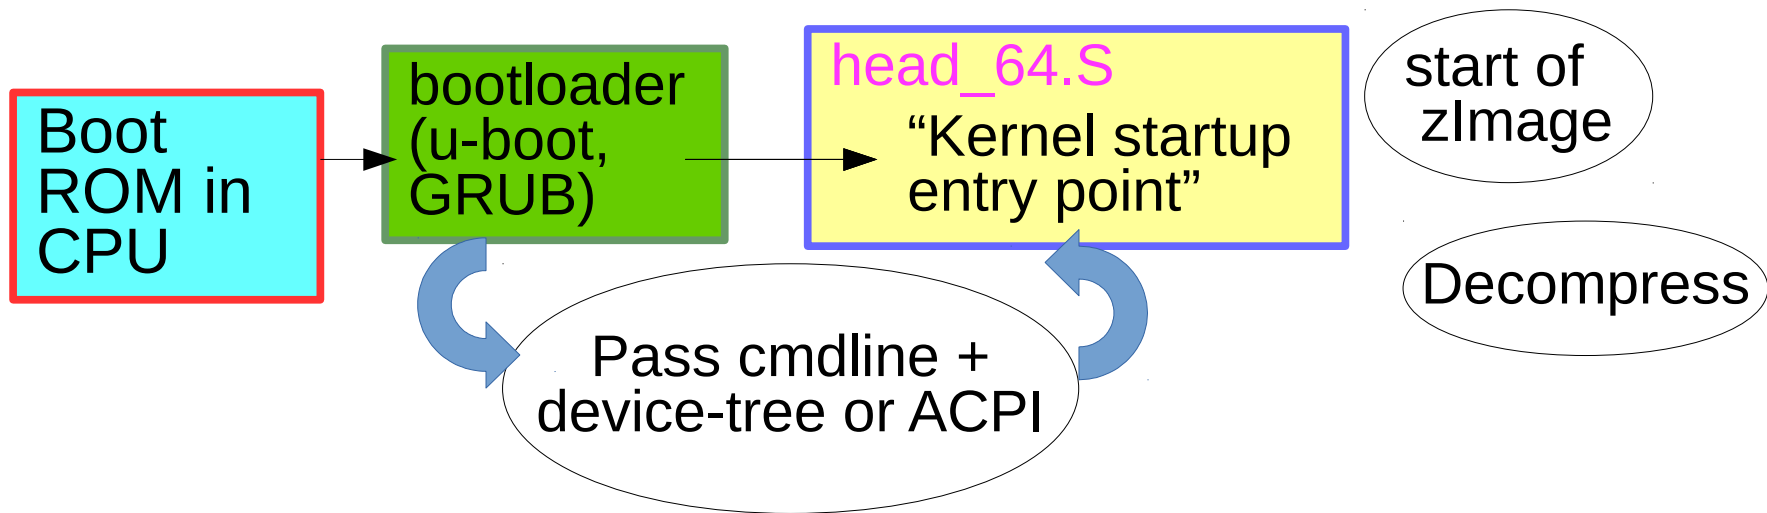 Boot
ROM in
CPU
bootloader
(u-boot,
GRUB)
head_64.S
“Kernel startup
entry point”
start of
zImage
Decompress
Pass cmdline +
device-tree or ACPI